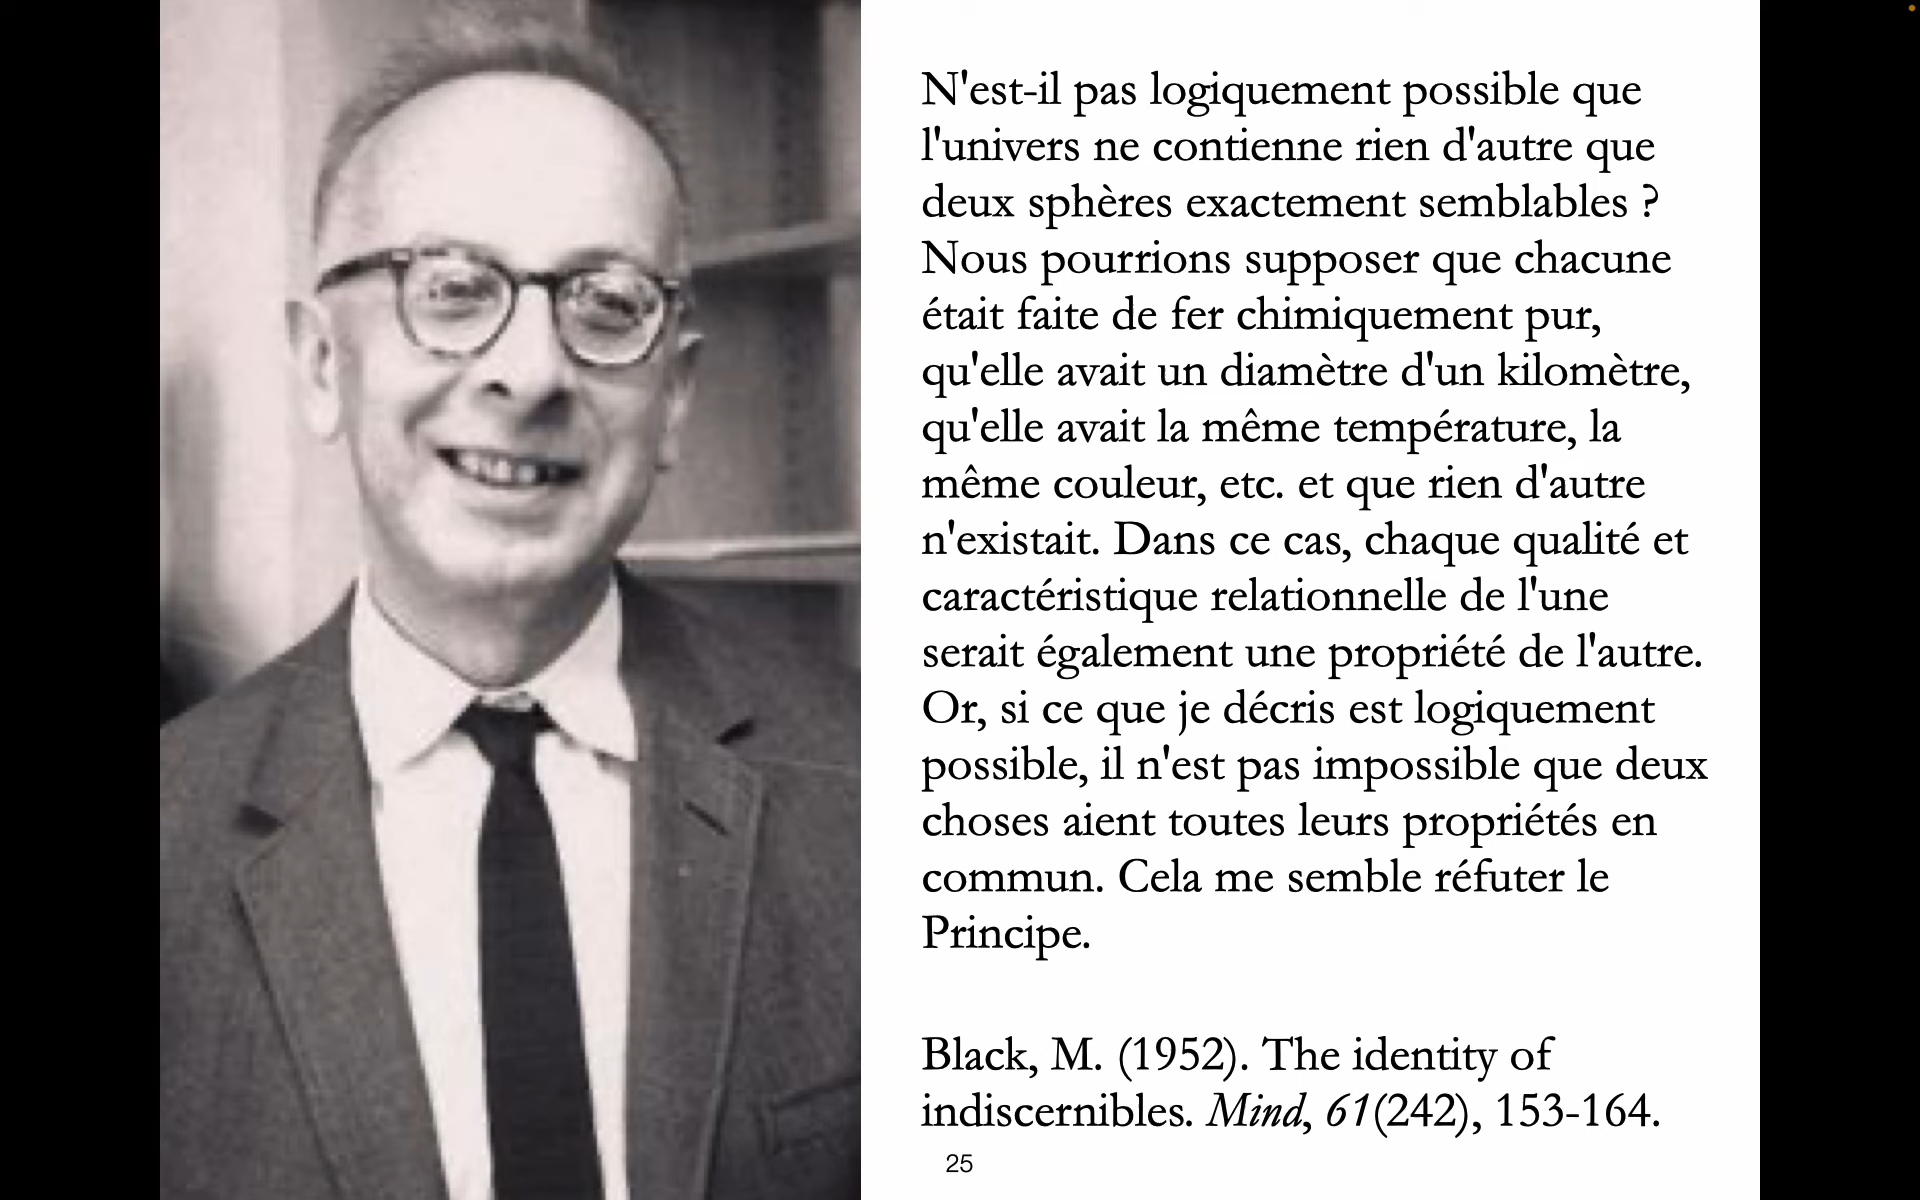 N'est-il pas logiquement possible que
l'univers ne contienne rien d'autre que
deux sphères exactement semblables ?
Nous pourrions supposer que chacune
était faite de fer chimiquement pur,
qu'elle avait un diamètre d'un kilomètre,
qu'elle avait la même température, la
même couleur, etc. et que rien d'autre
n'existait. Dans ce cas, chaque qualité et
caractéristique relationnelle de l'une
serait également une propriété de l'autre.
Or, si ce que je décris est logiquement
possible, il n'est pas impossible que deux
choses aient toutes leurs propriétés en
commun. Cela me semble réfuter le
Principe.
Black, M. (1952). The identity of
indiscernibles. Mind, 61(242), 153-164.
25